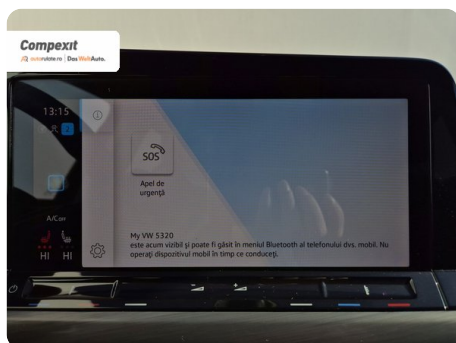 Compexit
autorulate.ro | Das WeltAuto.
13:15
SOS
Apel de
urgență
A/C
HI HI
My VW 5320
este acum vizibil și poate fi găsit în meniul Bluetooth al telefonului dvs. mobil. Nu
operați dispozitivul mobil în timp ce conduceți.